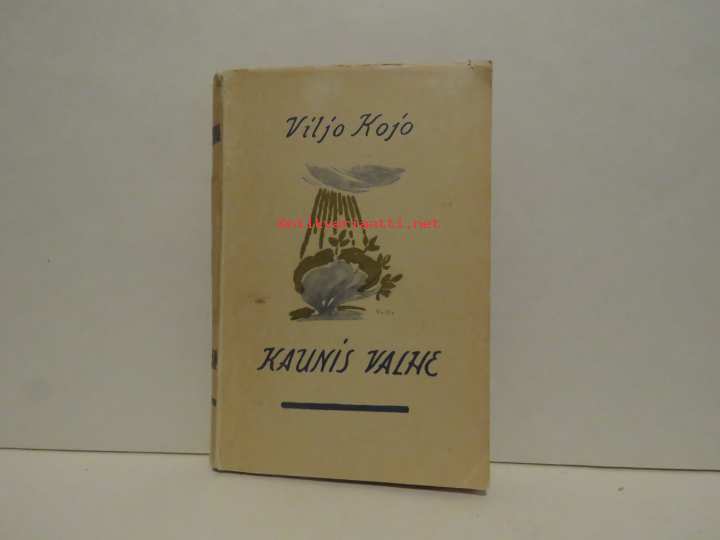 Viljo Kojo
antikvariaatti.net
KAUNIS VALHE